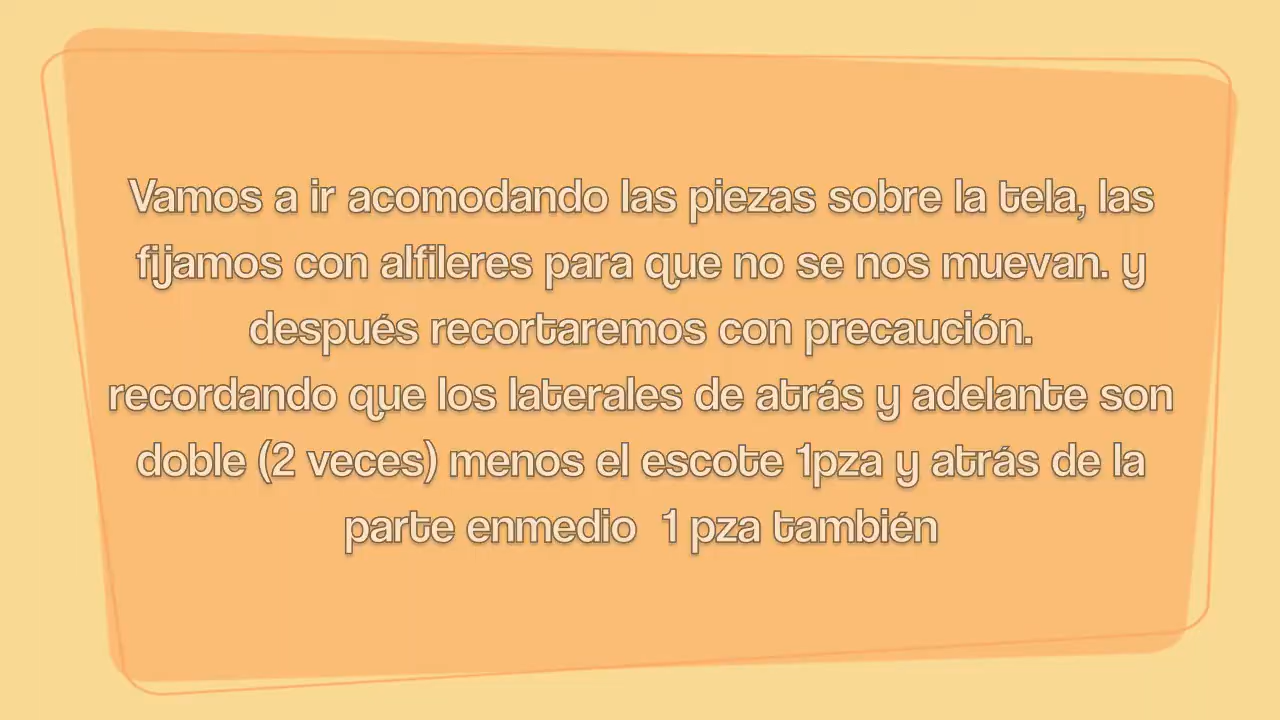 Vamos a ir acomodando las piezas sobre la tela, las
fijamos con alfileres para que no se nos muevan. y
después recortaremos con precaución.
recordando que los laterales de atrás y adelante son
doble (2 veces) menos el escote 1pza y atrás de la
parte enmedio  1 pza también